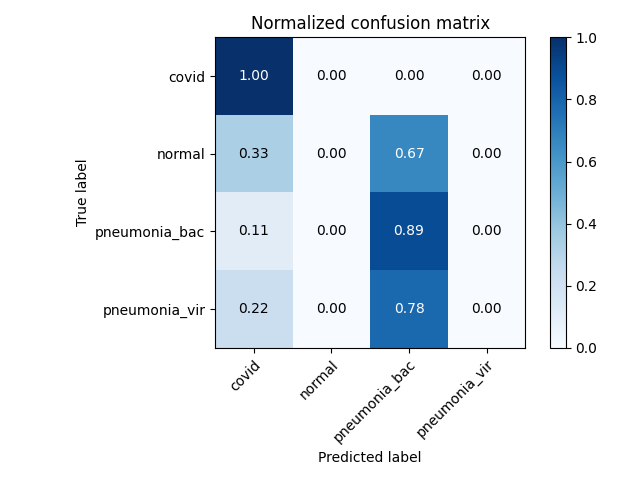 Normalized confusion matrix
covid 1.00 0.00 0.00 0.00
normal 0.33 0.00 0.67 0.00
pneumonia_bac 0.11 0.00 0.89 0.00
pneumonia_vir 0.22 0.00 0.78 0.00
True label
covid normal pneumonia_bac pneumonia_vir
Predicted label
1.0
0.8
0.6
0.4
0.2
0.0